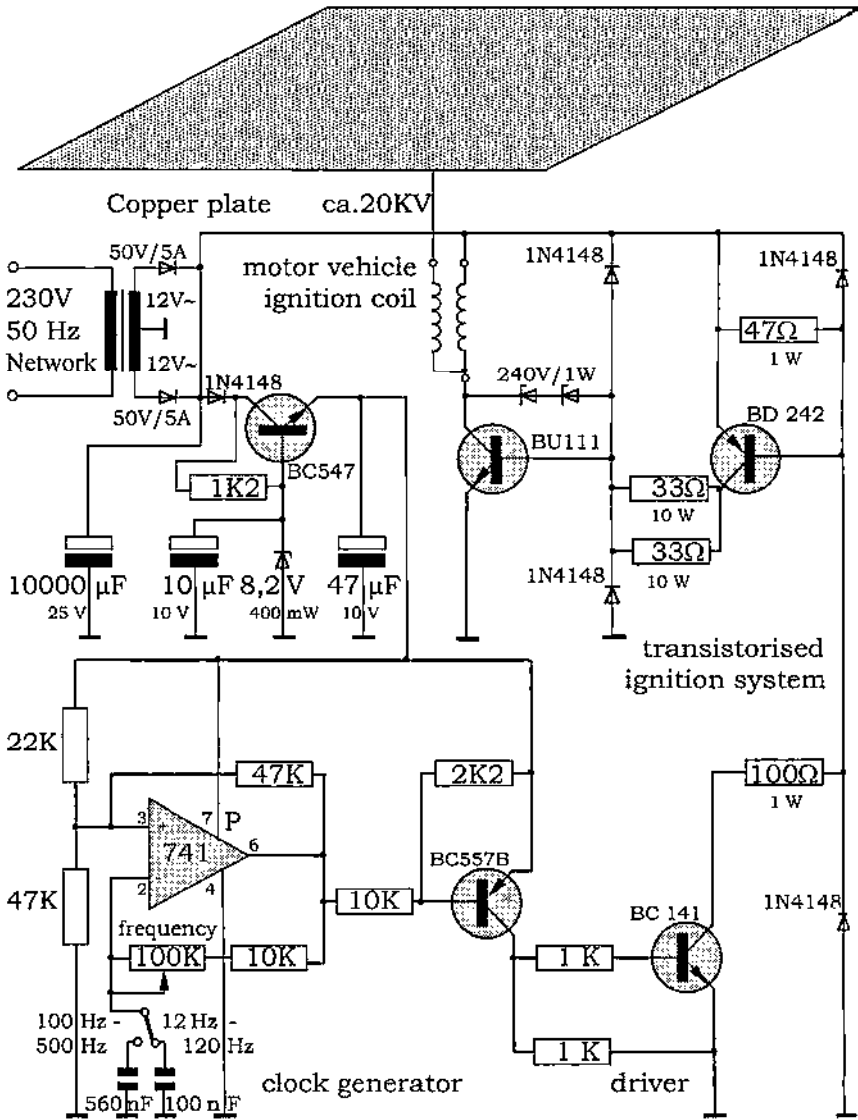 Copper plate
ca.20KV
50V/5A
motor vehicle
ignition coil
1N4148
1N4148
230V
50 Hz
Network
12V~
12V~
47Ω
1 W
1N4148
50V/5A
240V/1W
BD 242
BC547
BU111
1K2
33Ω
10 W
33Ω
10 W
1N4148
10000 µF
25 V
10 µF
10 V
8,2 V
400 mW
47 µF
10 V
transistorised
ignition system
22K
47K
2K2
100Ω
1 W
3
7
P
+
741
6
2
-
4
BC557B
47K
10K
BC 141
1N4148
frequency
100K
10K
1 K
100 Hz -
500 Hz
12 Hz -
120 Hz
1 K
560 nF
100 n F
clock generator
driver